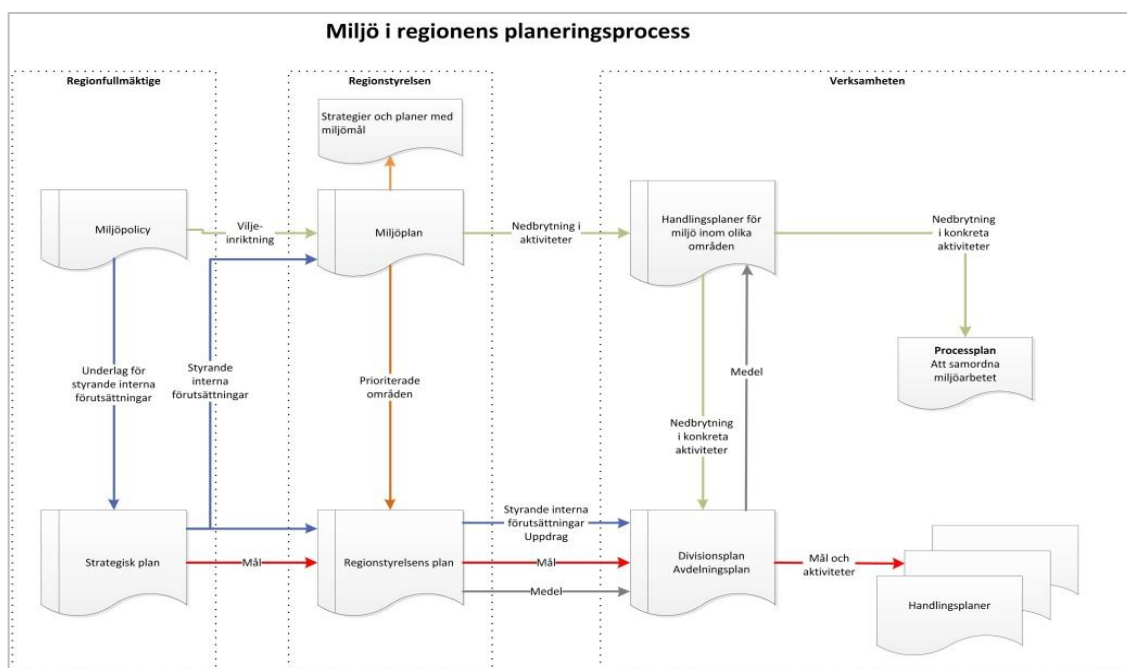 Miljö i regionens planeringsprocess
Regionfullmäktige
Regionstyrelsen
Verksamheten
Strategier och planer med
miljömål
Miljöpolicy
Vilje-
inriktning
Miljöplan
Nedbrytning i
aktiviteter
Handlingsplaner för
miljö inom olika
områden
Nedbrytning
i konkreta
aktiviteter
Underlag för
styrande interna
förutsättningar
Styrande
interna
förutsättningar
Prioriterade
områden
Medel
Processplan
Att samordna
miljöarbetet
Nedbrytning
i konkreta
aktiviteter
Strategisk plan
Mål
Regionstyrelsens plan
Styrande interna
förutsättningar
Uppdrag
Mål
Medel
Divisionsplan
Avdelningsplan
Mål och
aktiviteter
Handlingsplaner